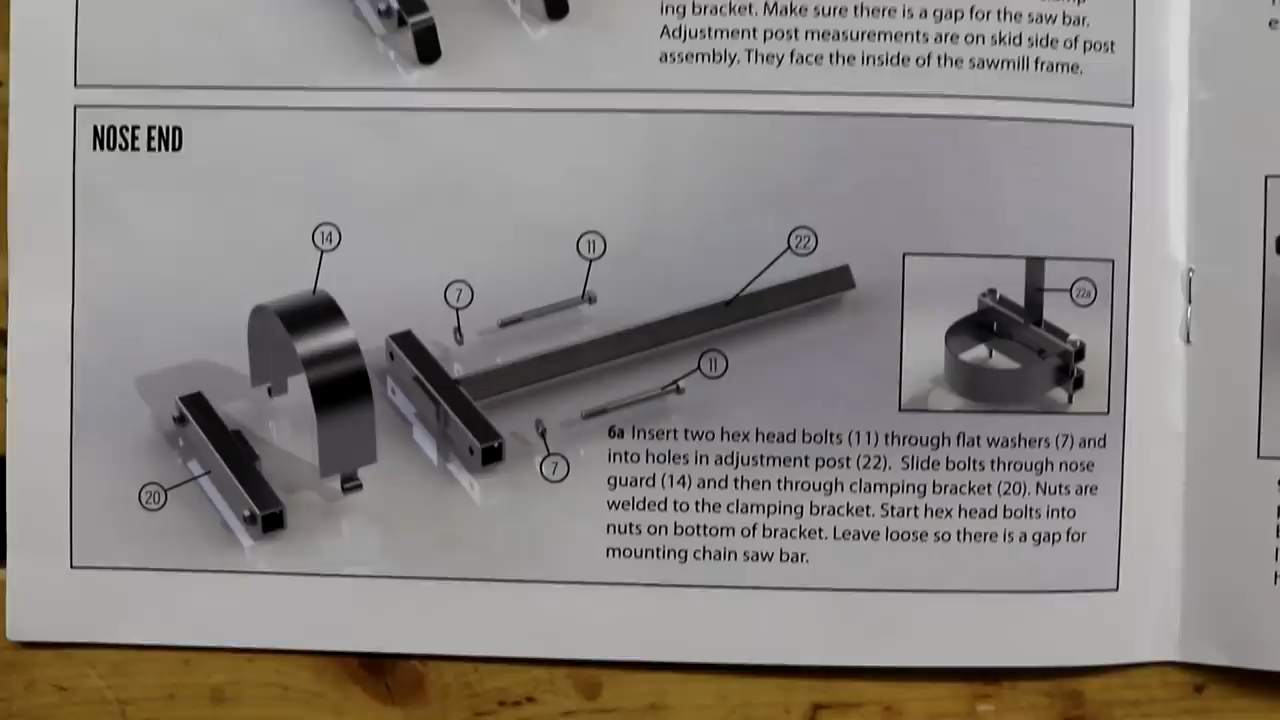 ing bracket. Make sure there is a gap for the saw bar.
Adjustment post measurements are on skid side of post
assembly. They face the inside of the sawmill frame.
NOSE END
14
11
22
7
22a
11
7
20
6a Insert two hex head bolts (11) through flat washers (7) and
into holes in adjustment post (22). Slide bolts through nose
guard (14) and then through clamping bracket (20). Nuts are
welded to the clamping bracket. Start hex head bolts into
nuts on bottom of bracket. Leave loose so there is a gap for
mounting chain saw bar.